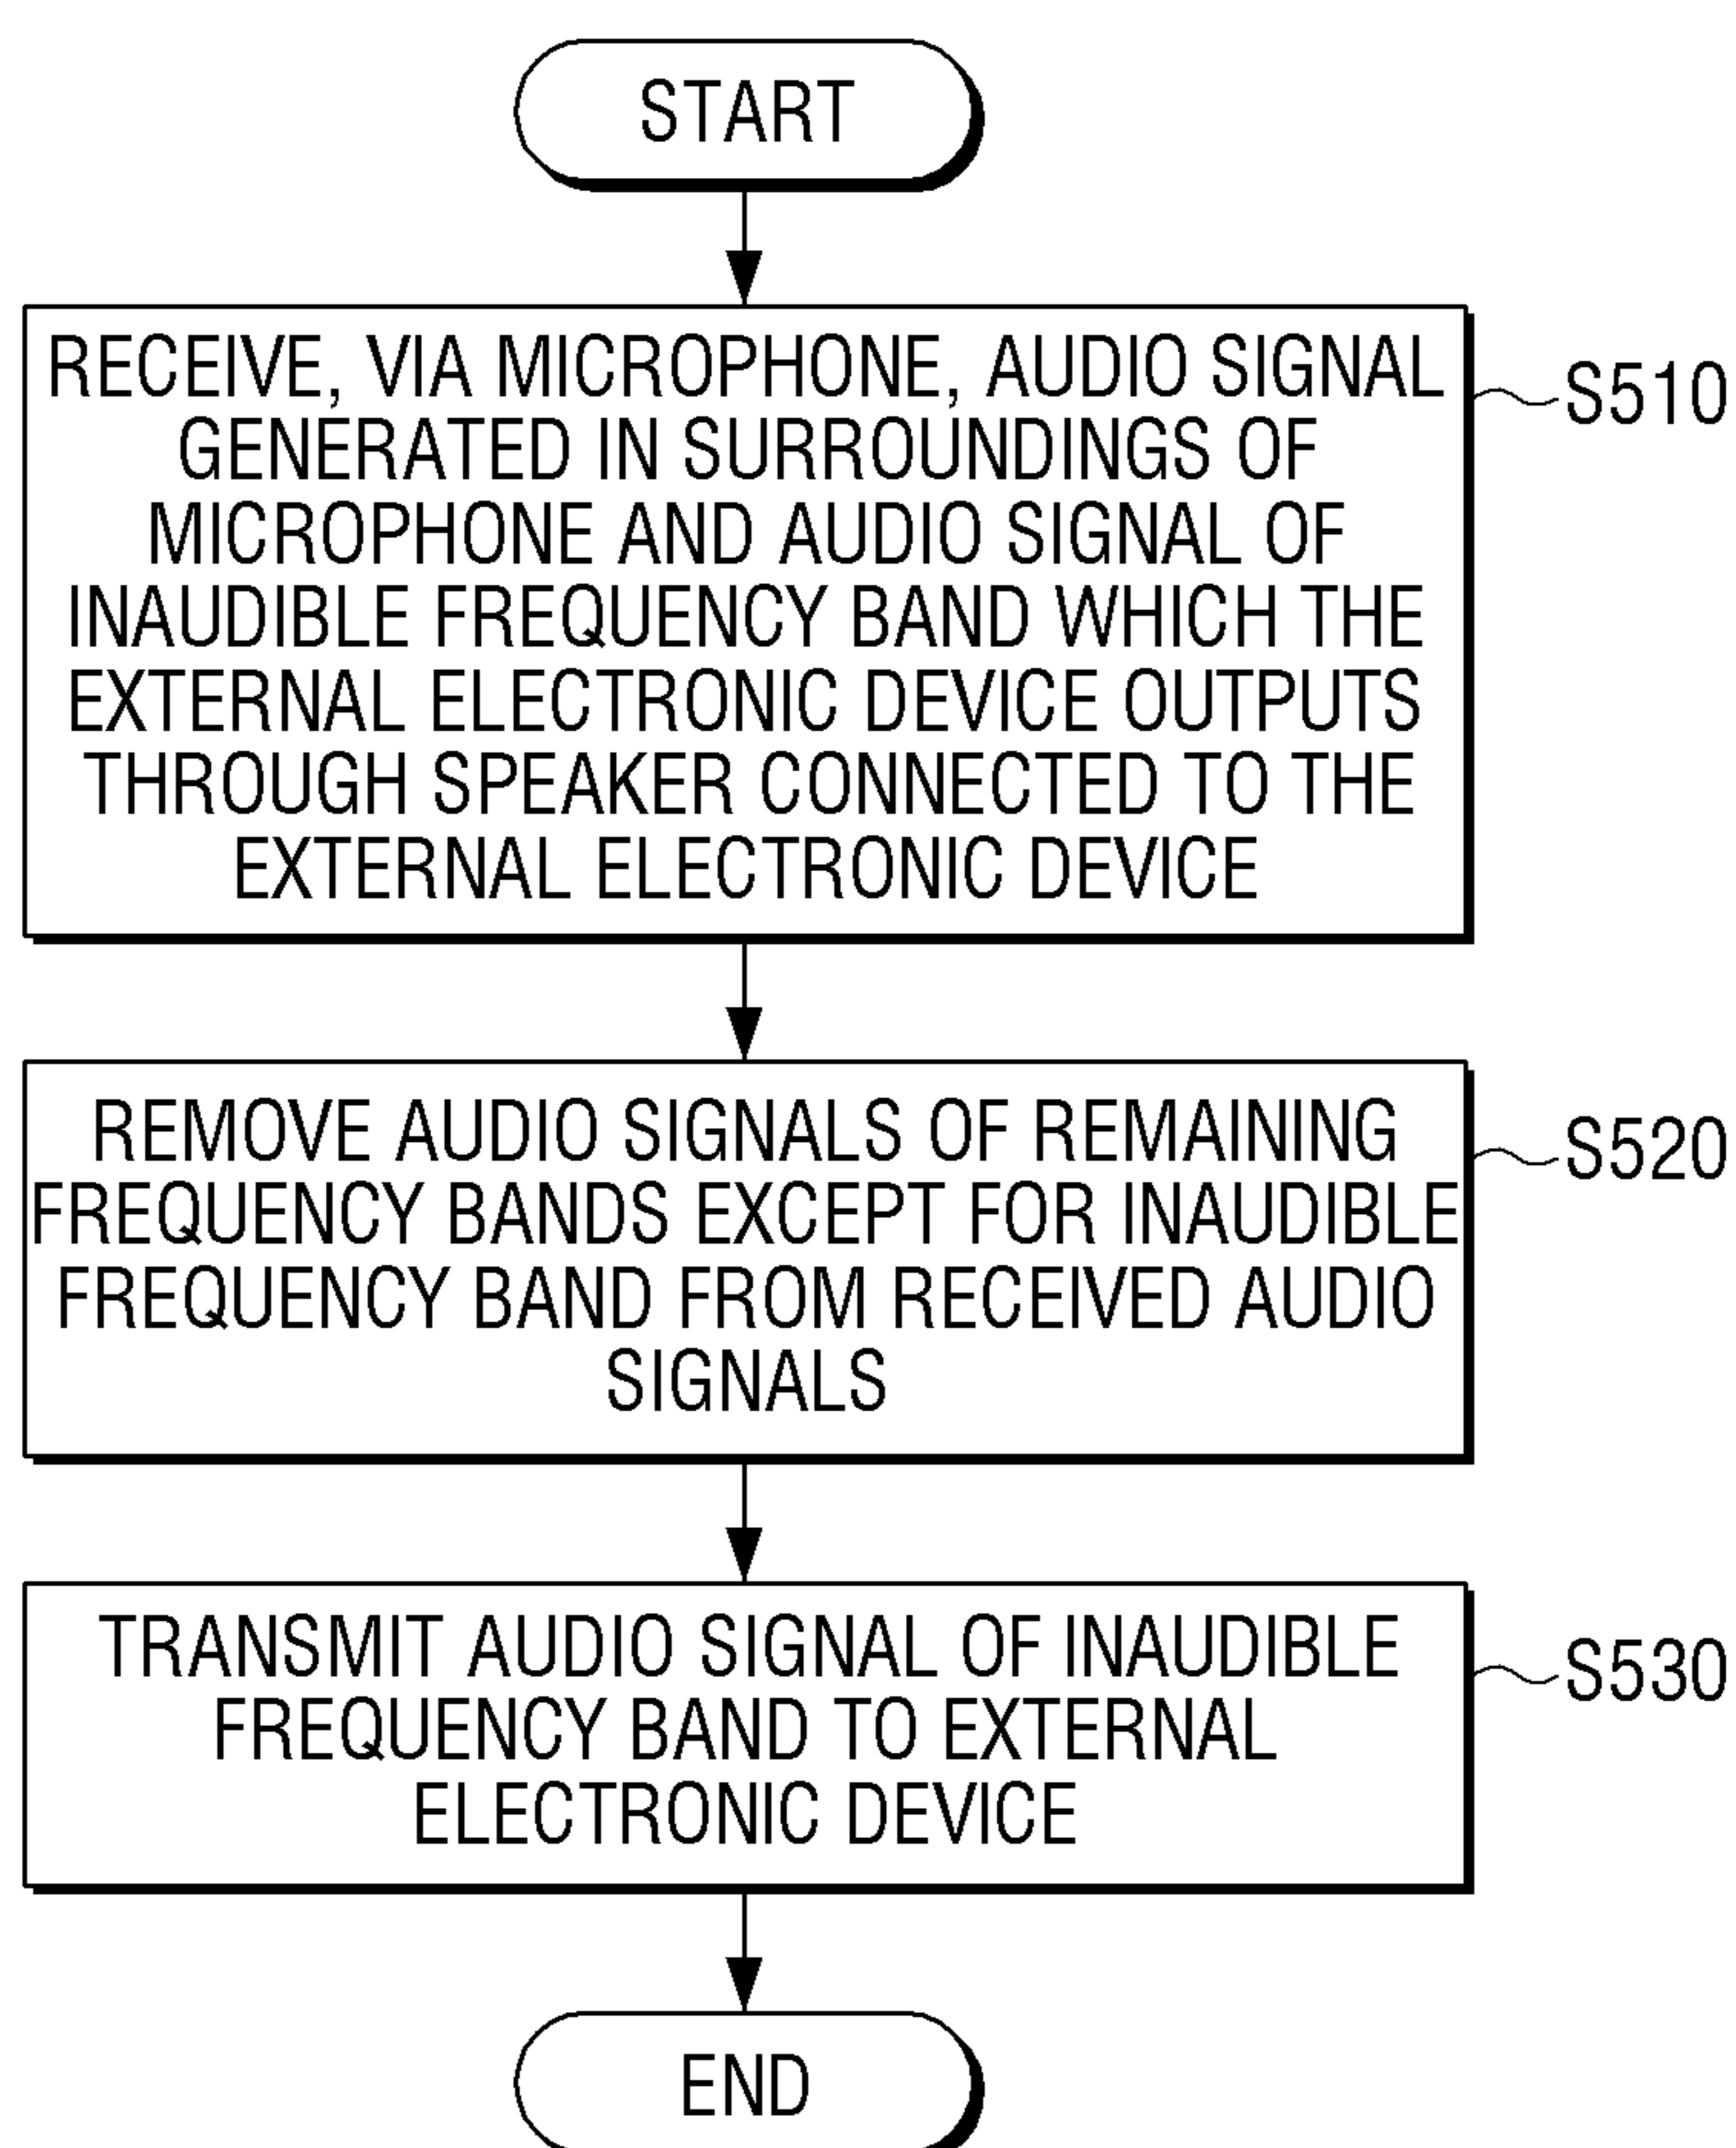 START
RECEIVE, VIA MICROPHONE, AUDIO SIGNAL
GENERATED IN SURROUNDINGS OF
MICROPHONE AND AUDIO SIGNAL OF
INAUDIBLE FREQUENCY BAND WHICH THE
EXTERNAL ELECTRONIC DEVICE OUTPUTS
THROUGH SPEAKER CONNECTED TO THE
EXTERNAL ELECTRONIC DEVICE
S510
REMOVE AUDIO SIGNALS OF REMAINING
FREQUENCY BANDS EXCEPT FOR INAUDIBLE
FREQUENCY BAND FROM RECEIVED AUDIO
SIGNALS
S520
TRANSMIT AUDIO SIGNAL OF INAUDIBLE
FREQUENCY BAND TO EXTERNAL
ELECTRONIC DEVICE
S530
END